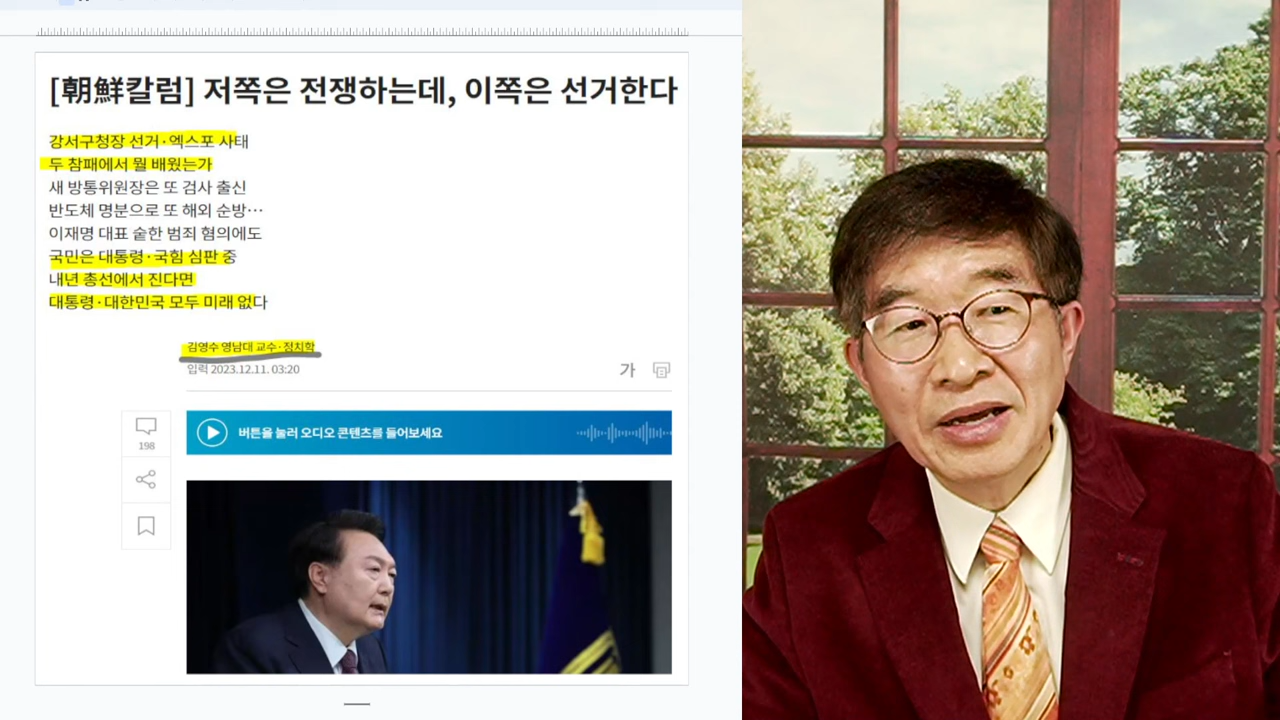 [朝鮮칼럼] 저쪽은 전쟁하는데, 이쪽은 선거한다
강서구청장 선거·엑스포 사태
두 참패에서 뭘 배웠는가
새 방통위원장은 또 검사 출신
반도체 명분으로 또 해외 순방…
이재명 대표 숱한 범죄 혐의에도
국민은 대통령·국힘 심판 중
내년 총선에서 진다면
대통령·대한민국 모두 미래 없다
김영수 영남대 교수·정치학
입력 2023.12.11. 03:20
가
198
버튼을 눌러 오디오 콘텐츠를 들어보세요